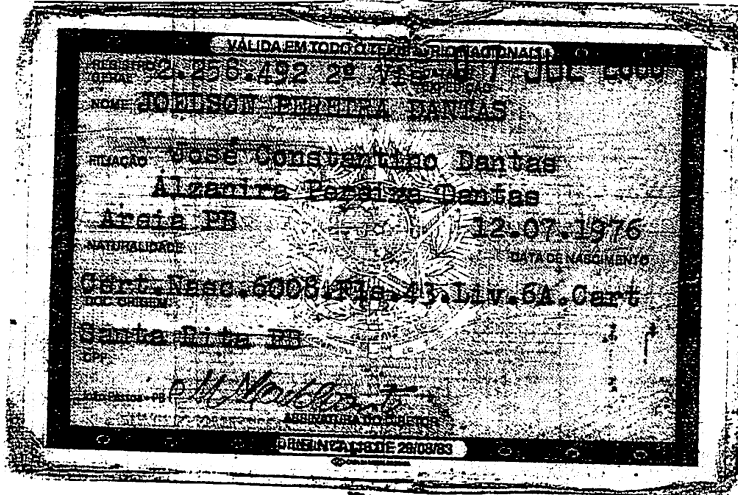 VÁLIDA EM TODO O TERRITÓRIO NACIONAL
REGISTRO GERAL 2.258.492 2ª Via 07 JUL 2000
NOME JOELSON PEREIRA DANTAS
FILIAÇÃO José Constantino Dantas
Alzanira Pereira Dantas
Areia PB 12.07.1976
NATURALIDADE DATA DE NASCIMENTO
Cert.Nasc.6008.Fls.43.Liv.6A.Cart
DOC. ORIGEM
Santa Rita PB
CPF
ASSINATURA DO DIRETOR
LEI Nº 7.116 DE 29/08/83